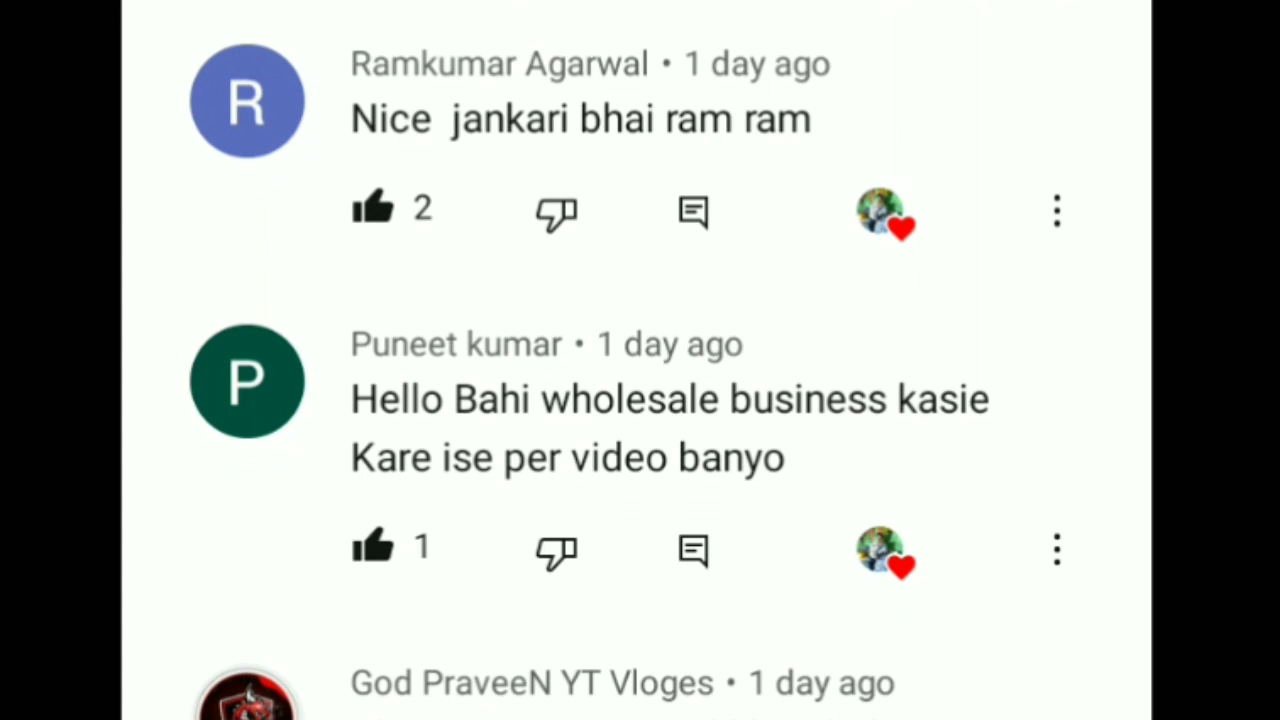 R
Ramkumar Agarwal • 1 day ago
Nice jankari bhai ram ram
2
P
Puneet kumar • 1 day ago
Hello Bahi wholesale business kasie
Kare ise per video banyo
1
God PraveeN YT Vloges • 1 day ago